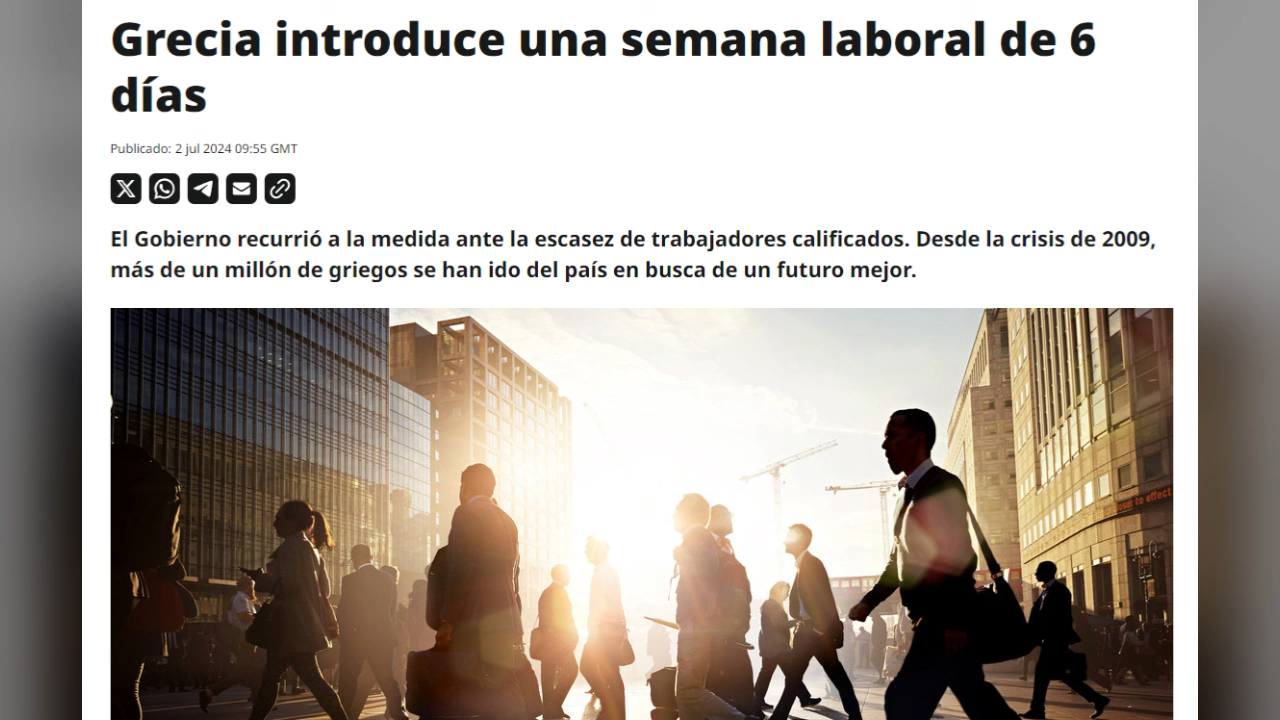 Grecia introduce una semana laboral de 6
días
Publicado: 2 jul 2024 09:55 GMT
El Gobierno recurrió a la medida ante la escasez de trabajadores calificados. Desde la crisis de 2009,
más de un millón de griegos se han ido del país en busca de un futuro mejor.
to effect